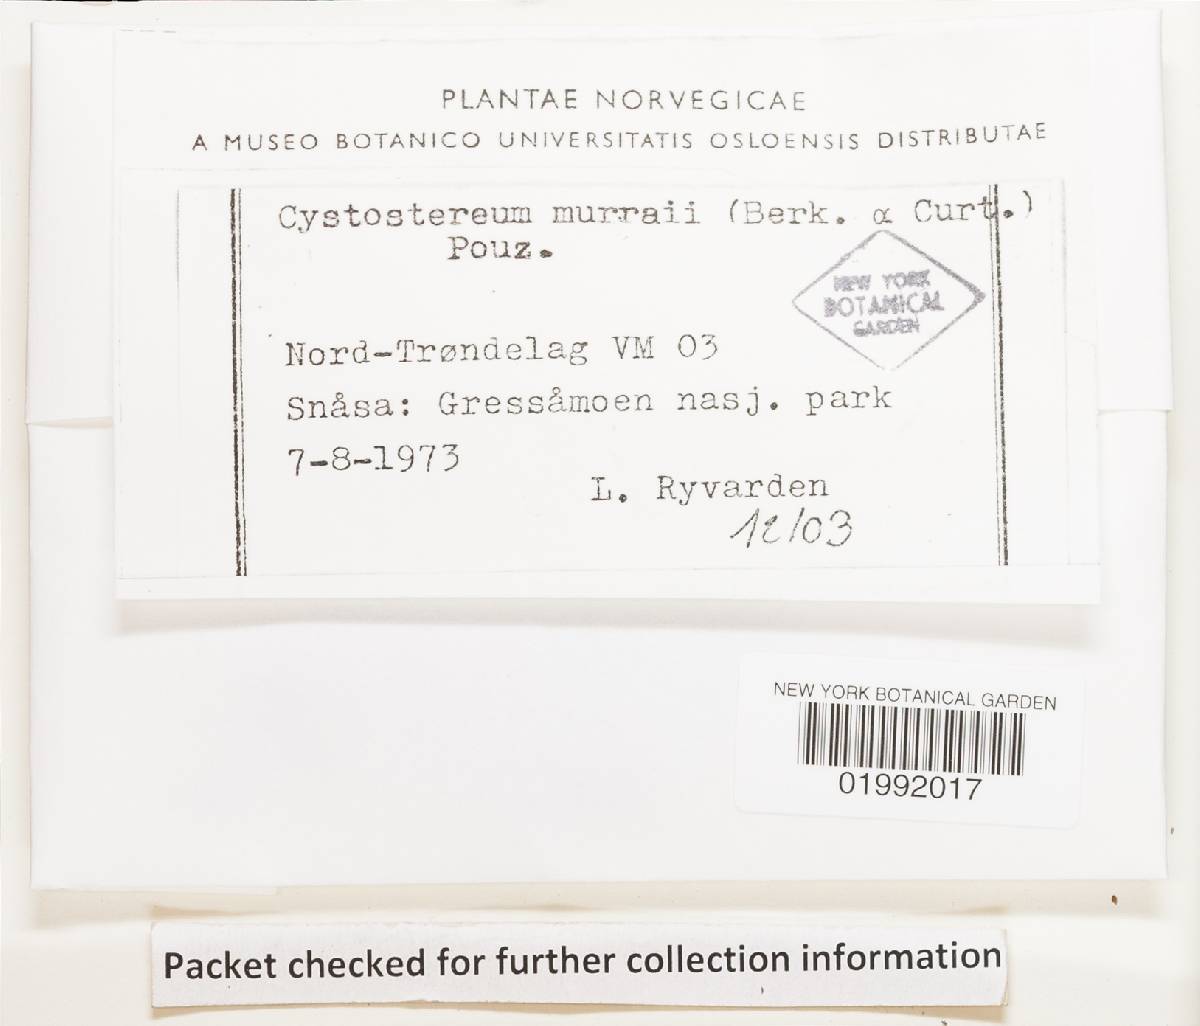 PLANTAE NORVEGICAE
A MUSEO BOTANICO UNIVERSITATIS OSLOENSIS DISTRIBUTAE
Cystostereum murraii (Berk. & Curt.)
Pouz.
NEW YORK
BOTANICAL
GARDEN
Nord-Trøndelag VM 03
Snåsa: Gressåmoen nasj. park
7-8-1973
L. Ryvarden
12/03
NEW YORK BOTANICAL GARDEN
01992017
Packet checked for further collection information